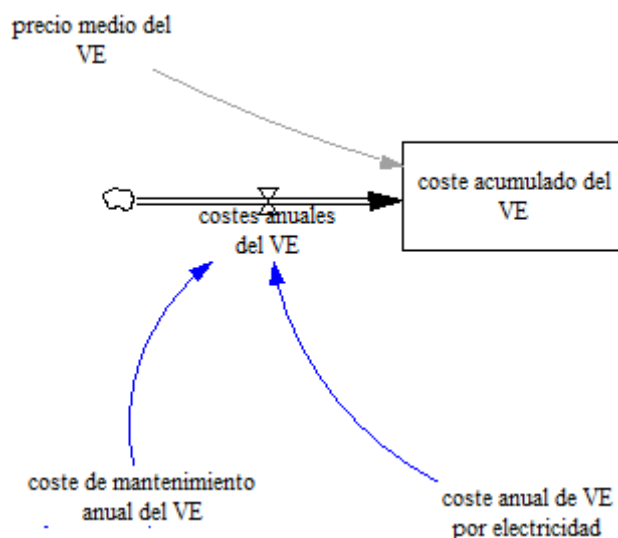 precio medio del
VE
coste acumulado del
VE
costes anuales
del VE
coste de mantenimiento
anual del VE
coste anual de VE
por electricidad